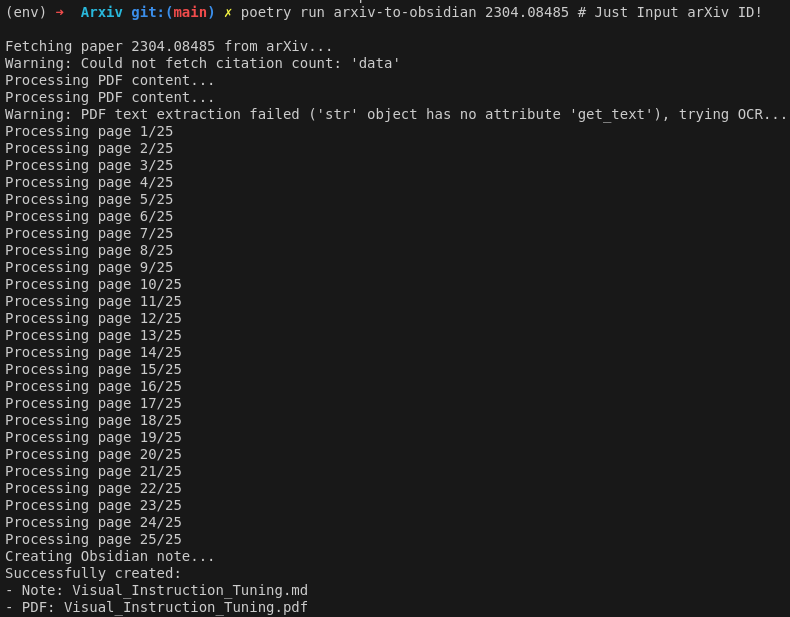 (env) ➜  Arxiv git:(main) ✗ poetry run arxiv-to-obsidian 2304.08485 # Just Input arXiv ID!
Fetching paper 2304.08485 from arXiv...
Warning: Could not fetch citation count: 'data'
Processing PDF content...
Processing PDF content...
Warning: PDF text extraction failed ('str' object has no attribute 'get_text'), trying OCR...
Processing page 1/25
Processing page 2/25
Processing page 3/25
Processing page 4/25
Processing page 5/25
Processing page 6/25
Processing page 7/25
Processing page 8/25
Processing page 9/25
Processing page 10/25
Processing page 11/25
Processing page 12/25
Processing page 13/25
Processing page 14/25
Processing page 15/25
Processing page 16/25
Processing page 17/25
Processing page 18/25
Processing page 19/25
Processing page 20/25
Processing page 21/25
Processing page 22/25
Processing page 23/25
Processing page 24/25
Processing page 25/25
Creating Obsidian note...
Successfully created:
- Note: Visual_Instruction_Tuning.md
- PDF: Visual_Instruction_Tuning.pdf